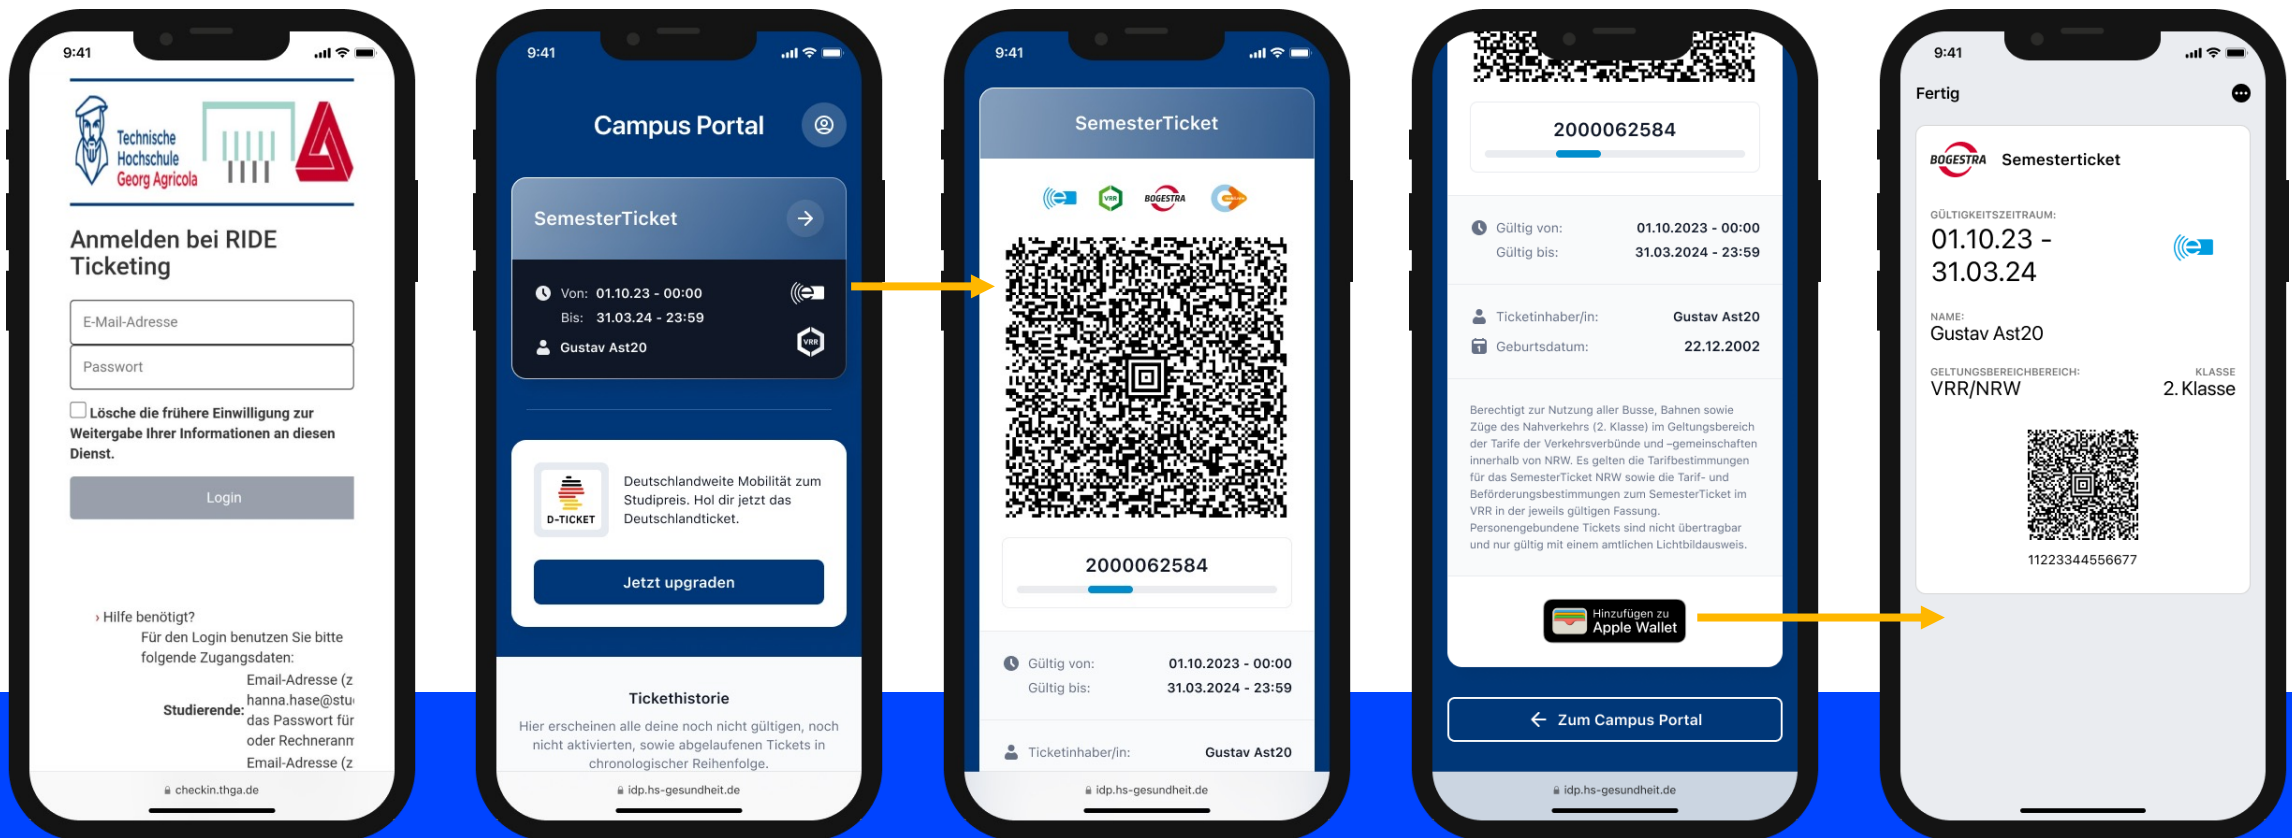 9:41
Technische
Hochschule
Georg Agricola
Anmelden bei RIDE
Ticketing
E-Mail-Adresse
Passwort
Lösche die frühere Einwilligung zur
Weitergabe Ihrer Informationen an diesen
Dienst.
Login
› Hilfe benötigt?
Für den Login benutzen Sie bitte
folgende Zugangsdaten:
Email-Adresse (z
hanna.hase@stu
Studierende:
das Passwort für
oder Rechneranm
Email-Adresse (z
checkin.thga.de
9:41
Campus Portal
SemesterTicket
Von: 01.10.23 - 00:00
Bis: 31.03.24 - 23:59
Gustav Ast20
VRR
D-TICKET
Deutschlandweite Mobilität zum
Studipreis. Hol dir jetzt das
Deutschlandticket.
Jetzt upgraden
Tickethistorie
Hier erscheinen alle deine noch nicht gültigen, noch
nicht aktivierten, sowie abgelaufenen Tickets in
chronologischer Reihenfolge.
idp.hs-gesundheit.de
9:41
SemesterTicket
VRR
BOGESTRA
2000062584
Gültig von: 01.10.2023 - 00:00
Gültig bis: 31.03.2024 - 23:59
Ticketinhaber/in: Gustav Ast20
idp.hs-gesundheit.de
2000062584
Gültig von: 01.10.2023 - 00:00
Gültig bis: 31.03.2024 - 23:59
Ticketinhaber/in: Gustav Ast20
Geburtsdatum: 22.12.2002
Berechtigt zur Nutzung aller Busse, Bahnen sowie
Züge des Nahverkehrs (2. Klasse) im Geltungsbereich
der Tarife der Verkehrsverbünde und –gemeinschaften
innerhalb von NRW. Es gelten die Tarifbestimmungen
für das SemesterTicket NRW sowie die Tarif- und
Beförderungsbestimmungen zum SemesterTicket im
VRR in der jeweils gültigen Fassung.
Personengebundene Tickets sind nicht übertragbar
und nur gültig mit einem amtlichen Lichtbildausweis.
Hinzufügen zu
Apple Wallet
← Zum Campus Portal
idp.hs-gesundheit.de
9:41
Fertig
BOGESTRA Semesterticket
GÜLTIGKEITSZEITRAUM:
01.10.23 -
31.03.24
NAME:
Gustav Ast20
GELTUNGSBEREICHBEREICH: KLASSE
VRR/NRW 2. Klasse
11223344556677